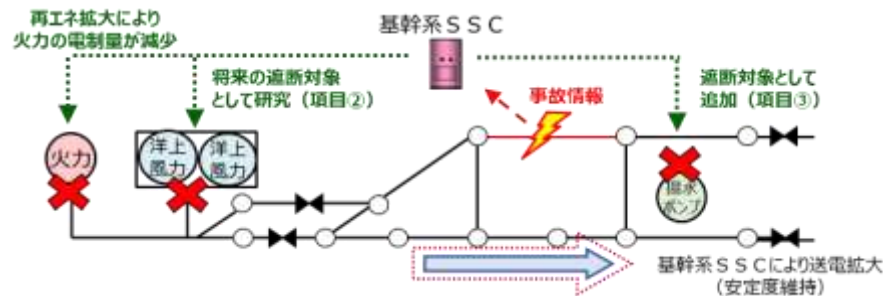 再エネ拡大により
火力の電制量が減少
基幹系ＳＳＣ
将来の遮断対象
として研究（項目②）
事故情報
遮断対象として
追加（項目③）
火力
洋上
風力
洋上
風力
揚水
ポンプ
基幹系ＳＳＣにより送電拡大
（安定度維持）